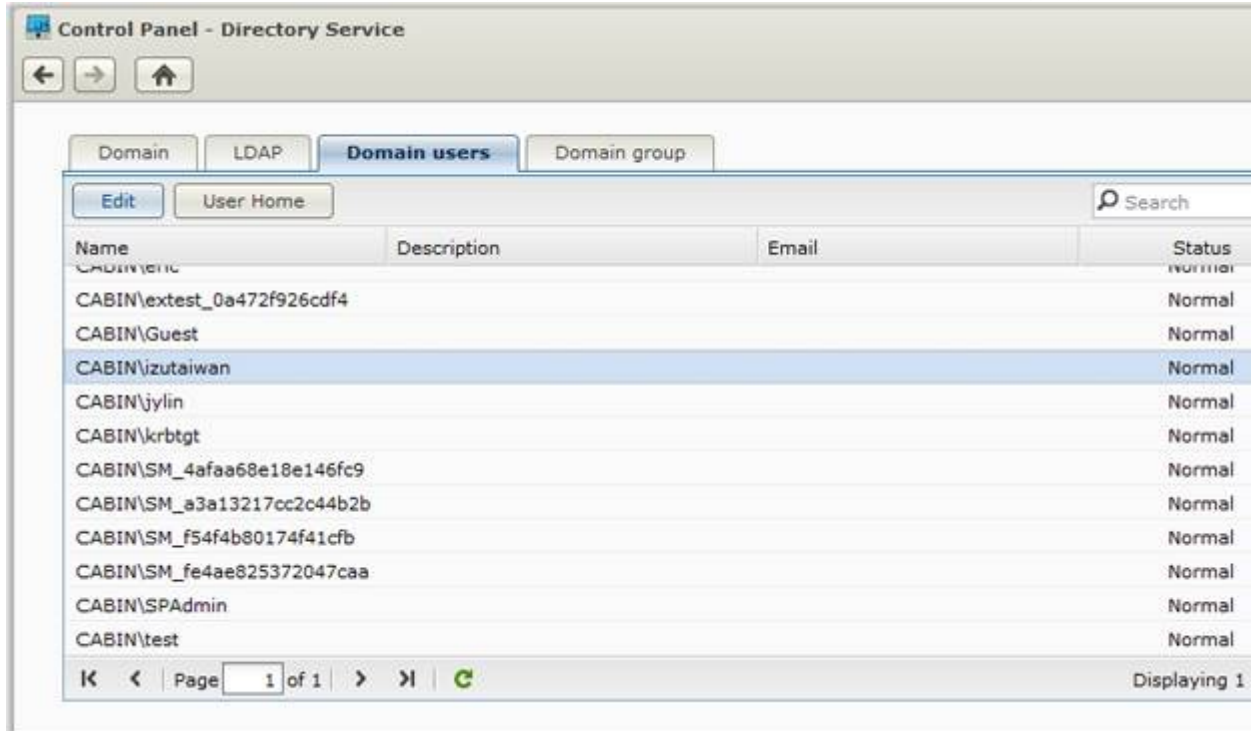 Control Panel - Directory Service
Domain LDAP Domain users Domain group
Edit User Home Search
Name Description Email Status
CABIN\eric Normal
CABIN\extest_0a472f926cdf4 Normal
CABIN\Guest Normal
CABIN\izutaiwan Normal
CABIN\jylin Normal
CABIN\krbtgt Normal
CABIN\SM_4afaa68e18e146fc9 Normal
CABIN\SM_a3a13217cc2c44b2b Normal
CABIN\SM_f54f4b80174f41cfb Normal
CABIN\SM_fe4ae825372047caa Normal
CABIN\SPAdmin Normal
CABIN\test Normal
Page 1 of 1 Displaying 1